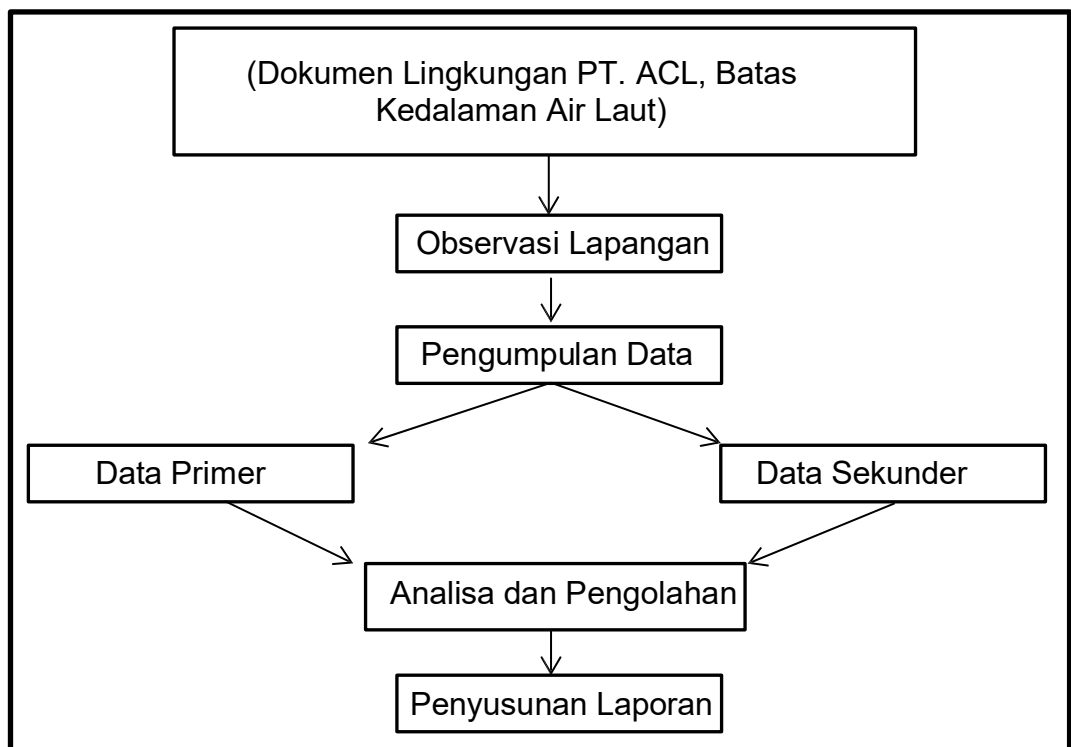 (Dokumen Lingkungan PT. ACL, Batas
Kedalaman Air Laut)
Observasi Lapangan
Pengumpulan Data
Data Primer
Data Sekunder
Analisa dan Pengolahan
Penyusunan Laporan